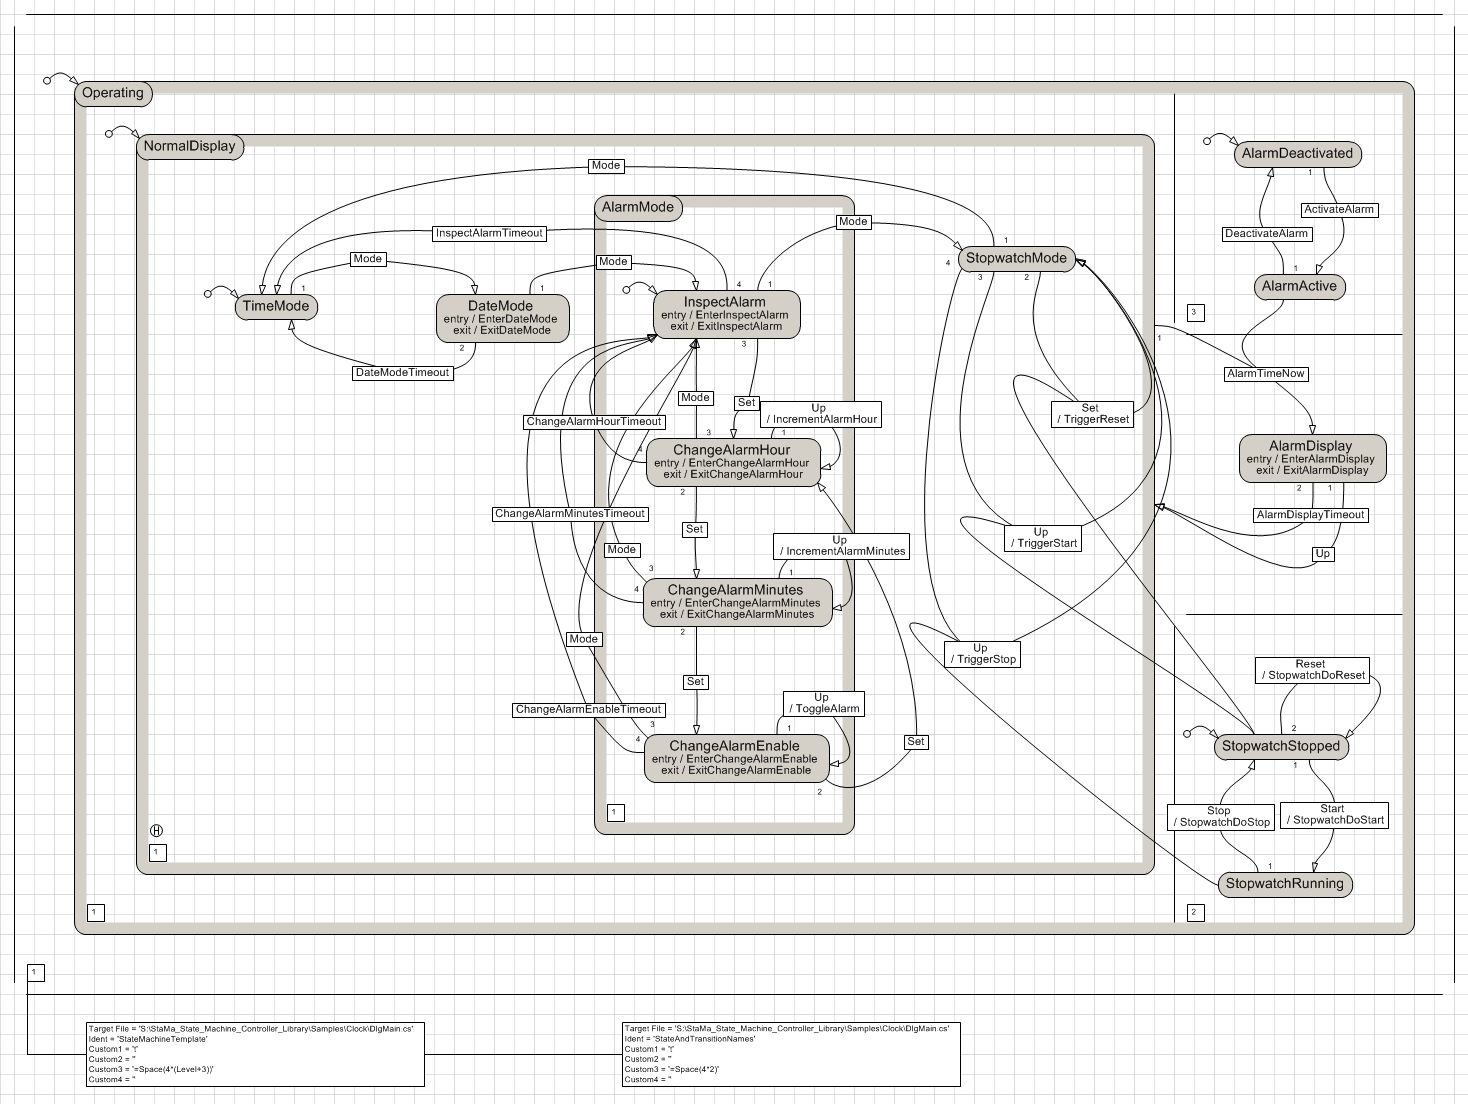 Operating
NormalDisplay
Mode
AlarmDeactivated
1
ActivateAlarm
DeactivateAlarm
1
AlarmActive
3
AlarmMode
Mode
InspectAlarmTimeout
Mode
Mode
1
4
StopwatchMode
3
2
1
TimeMode
1
DateMode
entry / EnterDateMode
exit / ExitDateMode
2
DateModeTimeout
4
1
InspectAlarm
entry / EnterInspectAlarm
exit / ExitInspectAlarm
3
1
AlarmTimeNow
Mode
Set
Up
/ IncrementAlarmHour
Set
/ TriggerReset
ChangeAlarmHourTimeout
3
1
4
ChangeAlarmHour
entry / EnterChangeAlarmHour
exit / ExitChangeAlarmHour
2
AlarmDisplay
entry / EnterAlarmDisplay
exit / ExitAlarmDisplay
2
1
AlarmDisplayTimeout
Up
ChangeAlarmMinutesTimeout
Set
Mode
Up
/ IncrementAlarmMinutes
Up
/ TriggerStart
3
1
4
ChangeAlarmMinutes
entry / EnterChangeAlarmMinutes
exit / ExitChangeAlarmMinutes
2
Mode
Up
/ TriggerStop
Set
Reset
/ StopwatchDoReset
ChangeAlarmEnableTimeout
Up
/ ToggleAlarm
3
1
4
ChangeAlarmEnable
entry / EnterChangeAlarmEnable
exit / ExitChangeAlarmEnable
2
Set
2
StopwatchStopped
1
Stop
/ StopwatchDoStop
Start
/ StopwatchDoStart
1
StopwatchRunning
1
H
1
1
2
1
Target File = 'S:\StaMa_State_Machine_Controller_Library\Samples\Clock\DlgMain.cs'
Ident = 'StateMachineTemplate'
Custom1 = '!'
Custom2 = ''
Custom3 = '=Space(4*(Level+3))'
Custom4 = ''
Target File = 'S:\StaMa_State_Machine_Controller_Library\Samples\Clock\DlgMain.cs'
Ident = 'StateAndTransitionNames'
Custom1 = '!'
Custom2 = ''
Custom3 = '=Space(4*2)'
Custom4 = ''